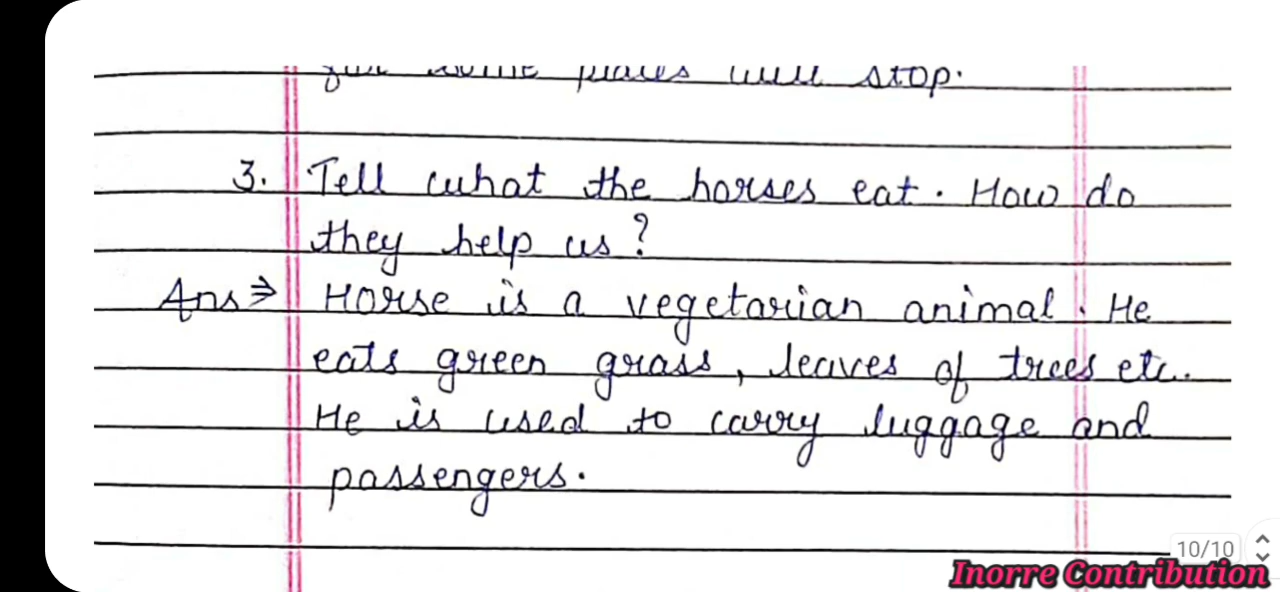 stop.
3. Tell what the horses eat. How do
they help us?
Ans⇒ Horse is a vegetarian animal. He
eats green grass, leaves of trees etc.
He is used to carry luggage and
passengers.
10/10
Inorre Contribution